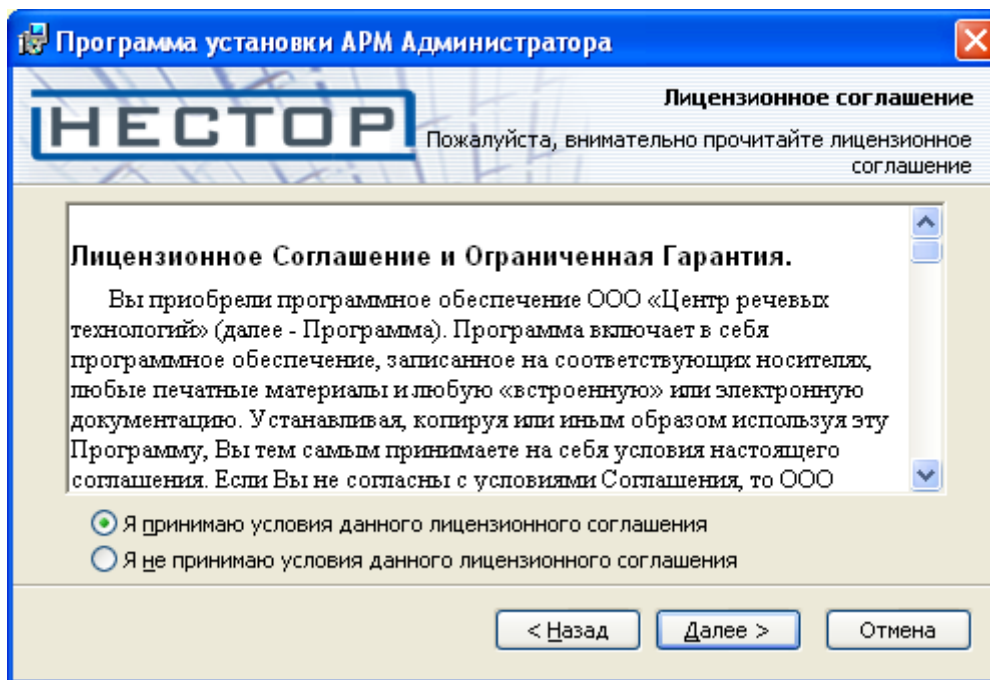 Программа установки АРМ Администратора
НЕСТОР
Лицензионное соглашение
Пожалуйста, внимательно прочитайте лицензионное
соглашение
Лицензионное Соглашение и Ограниченная Гарантия.
Вы приобрели программное обеспечение ООО «Центр речевых
технологий» (далее - Программа). Программа включает в себя
программное обеспечение, записанное на соответствующих носителях,
любые печатные материалы и любую «встроенную» или электронную
документацию. Устанавливая, копируя или иным образом используя эту
Программу, Вы тем самым принимаете на себя условия настоящего
соглашения. Если Вы не согласны с условиями Соглашения, то ООО
Я принимаю условия данного лицензионного соглашения
Я не принимаю условия данного лицензионного соглашения
< Назад
Далее >
Отмена